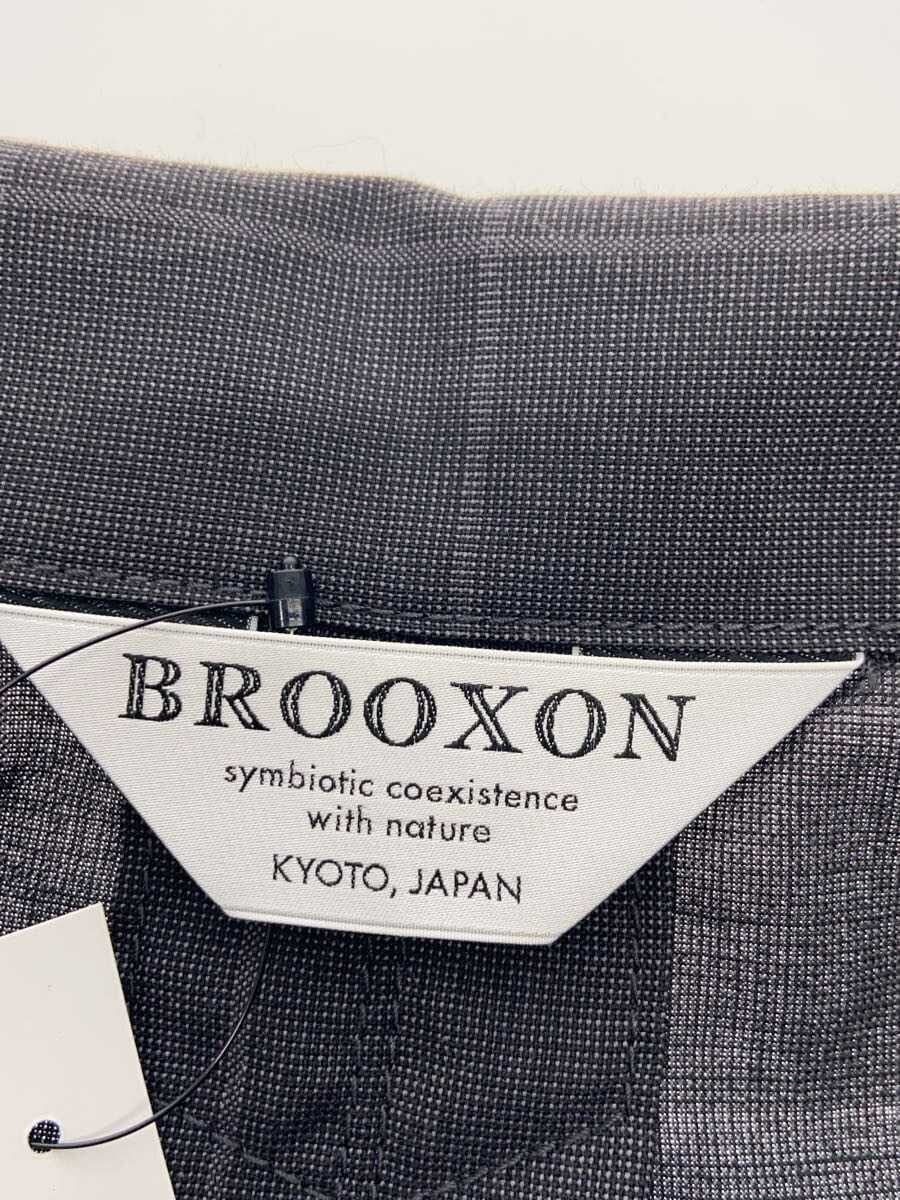 BROOXON
symbiotic coexistence
with nature
KYOTO, JAPAN